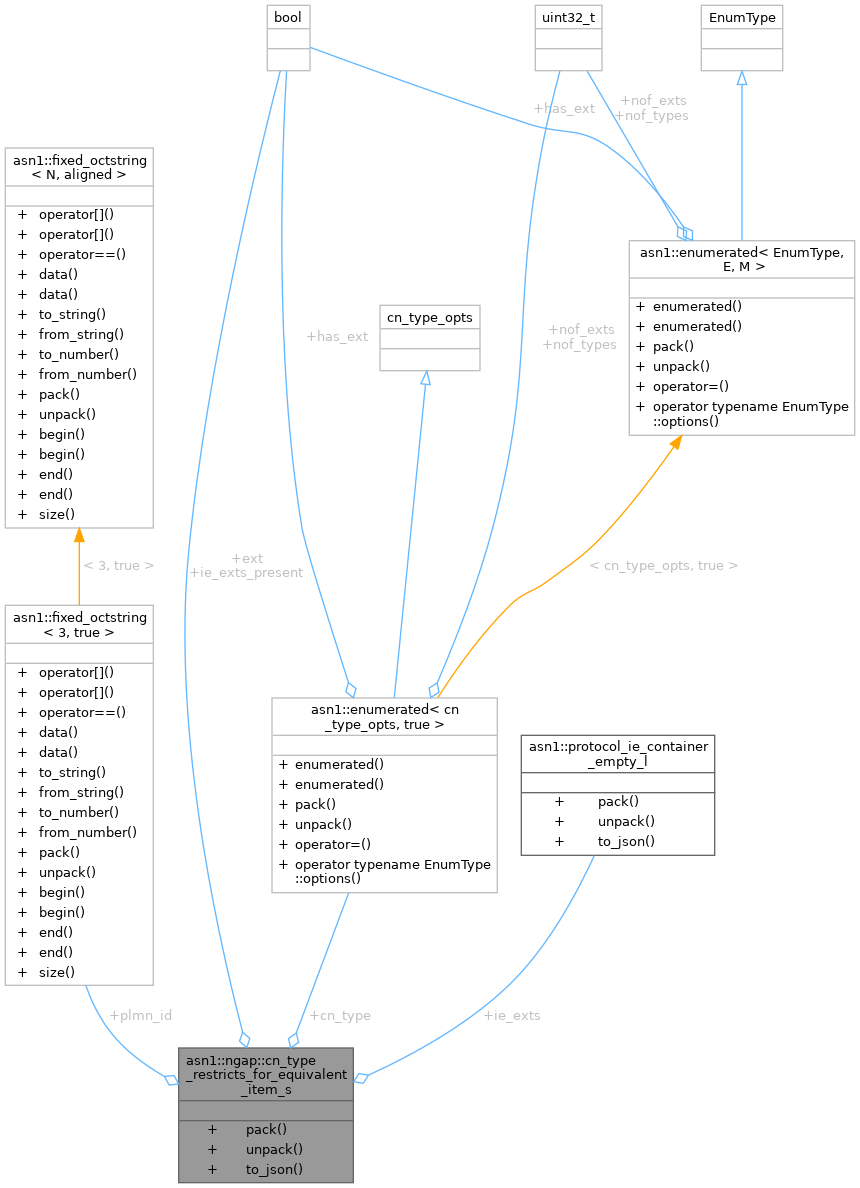 bool
uint32_t
EnumType
+has_ext
+nof_exts
+nof_types
asn1::fixed_octstring
< N, aligned >
+ operator[]()
+ operator[]()
+ operator==()
+ data()
+ data()
+ to_string()
+ from_string()
+ to_number()
+ from_number()
+ pack()
+ unpack()
+ begin()
+ begin()
+ end()
+ end()
+ size()
asn1::enumerated< EnumType,
E, M >
+ enumerated()
+ enumerated()
+ pack()
+ unpack()
+ operator=()
+ operator typename EnumType
::options()
cn_type_opts
+has_ext
+nof_exts
+nof_types
+ext
+ie_exts_present
< 3, true >
< cn_type_opts, true >
asn1::fixed_octstring
< 3, true >
+ operator[]()
+ operator[]()
+ operator==()
+ data()
+ data()
+ to_string()
+ from_string()
+ to_number()
+ from_number()
+ pack()
+ unpack()
+ begin()
+ begin()
+ end()
+ end()
+ size()
asn1::enumerated< cn
_type_opts, true >
+ enumerated()
+ enumerated()
+ pack()
+ unpack()
+ operator=()
+ operator typename EnumType
::options()
asn1::protocol_ie_container
_empty_l
+ pack()
+ unpack()
+ to_json()
+plmn_id
+cn_type
+ie_exts
asn1::ngap::cn_type
_restricts_for_equivalent
_item_s
+ pack()
+ unpack()
+ to_json()